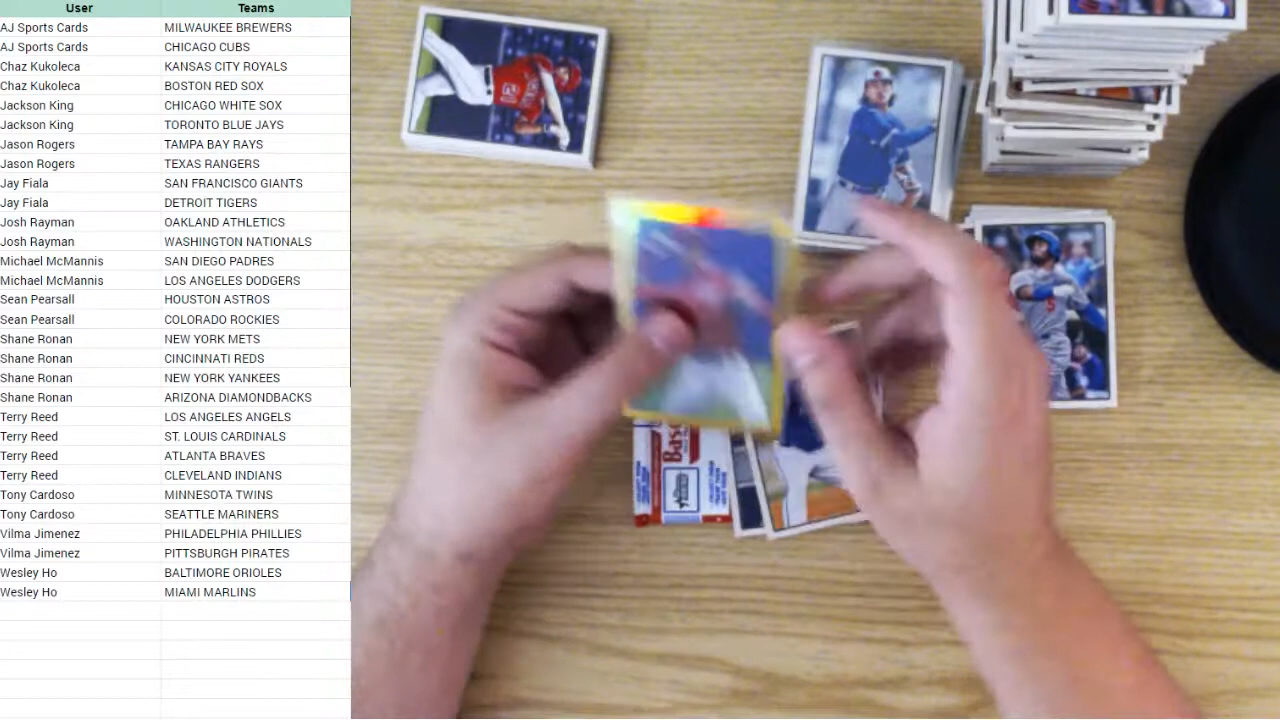 User Teams
AJ Sports Cards MILWAUKEE BREWERS
AJ Sports Cards CHICAGO CUBS
Chaz Kukoleca KANSAS CITY ROYALS
Chaz Kukoleca BOSTON RED SOX
Jackson King CHICAGO WHITE SOX
Jackson King TORONTO BLUE JAYS
Jason Rogers TAMPA BAY RAYS
Jason Rogers TEXAS RANGERS
Jay Fiala SAN FRANCISCO GIANTS
Jay Fiala DETROIT TIGERS
Josh Rayman OAKLAND ATHLETICS
Josh Rayman WASHINGTON NATIONALS
Michael McMannis SAN DIEGO PADRES
Michael McMannis LOS ANGELES DODGERS
Sean Pearsall HOUSTON ASTROS
Sean Pearsall COLORADO ROCKIES
Shane Ronan NEW YORK METS
Shane Ronan CINCINNATI REDS
Shane Ronan NEW YORK YANKEES
Shane Ronan ARIZONA DIAMONDBACKS
Terry Reed LOS ANGELES ANGELS
Terry Reed ST. LOUIS CARDINALS
Terry Reed ATLANTA BRAVES
Terry Reed CLEVELAND INDIANS
Tony Cardoso MINNESOTA TWINS
Tony Cardoso SEATTLE MARINERS
Vilma Jimenez PHILADELPHIA PHILLIES
Vilma Jimenez PITTSBURGH PIRATES
Wesley Ho BALTIMORE ORIOLES
Wesley Ho MIAMI MARLINS